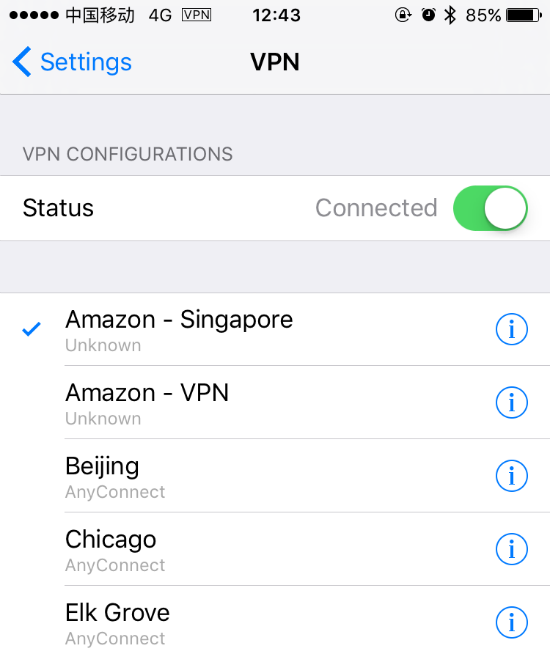 中国移动 4G VPN 12:43 85%
Settings VPN
VPN CONFIGURATIONS
Status Connected
Amazon - Singapore
Unknown
Amazon - VPN
Unknown
Beijing
AnyConnect
Chicago
AnyConnect
Elk Grove
AnyConnect